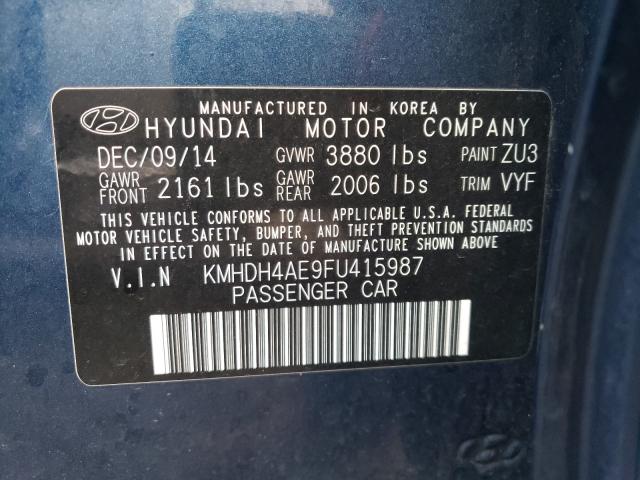 MANUFACTURED IN KOREA BY
HYUNDAI MOTOR COMPANY
DEC/09/14 GVWR 3880 lbs PAINT ZU3
GAWR FRONT 2161 lbs GAWR REAR 2006 lbs TRIM VYF
THIS VEHICLE CONFORMS TO ALL APPLICABLE U.S.A. FEDERAL
MOTOR VEHICLE SAFETY, BUMPER, AND THEFT PREVENTION STANDARDS
IN EFFECT ON THE DATE OF MANUFACTURE SHOWN ABOVE
V.I.N KMHDH4AE9FU415987
PASSENGER CAR